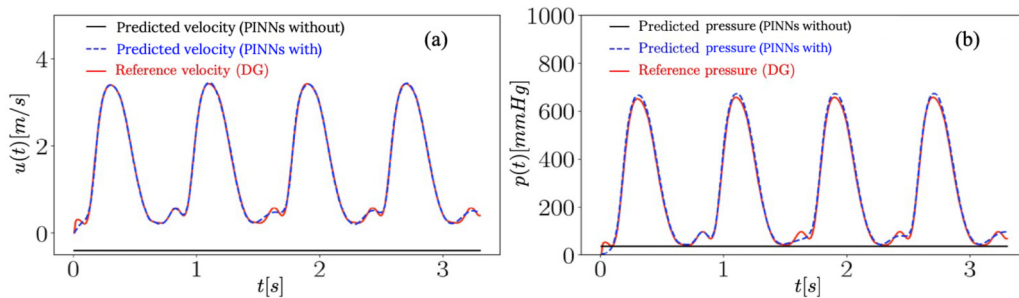 Predicted velocity (PINNs without)
Predicted velocity (PINNs with)
Reference velocity (DG)
(a)
4
2
0
u(t)[m/s]
0 1 2 3
t[s]
Predicted pressure (PINNs without)
Predicted pressure (PINNs with)
Reference pressure (DG)
(b)
1000
800
600
400
200
0
p(t)[mmHg]
0 1 2 3
t[s]